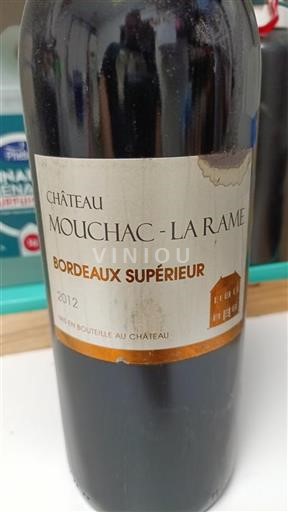 CHÂTEAU
MOUCHAC - LA RAME
VINIOU
BORDEAUX SUPÉRIEUR
2012
MIS EN BOUTEILLE AU CHÂTEAU